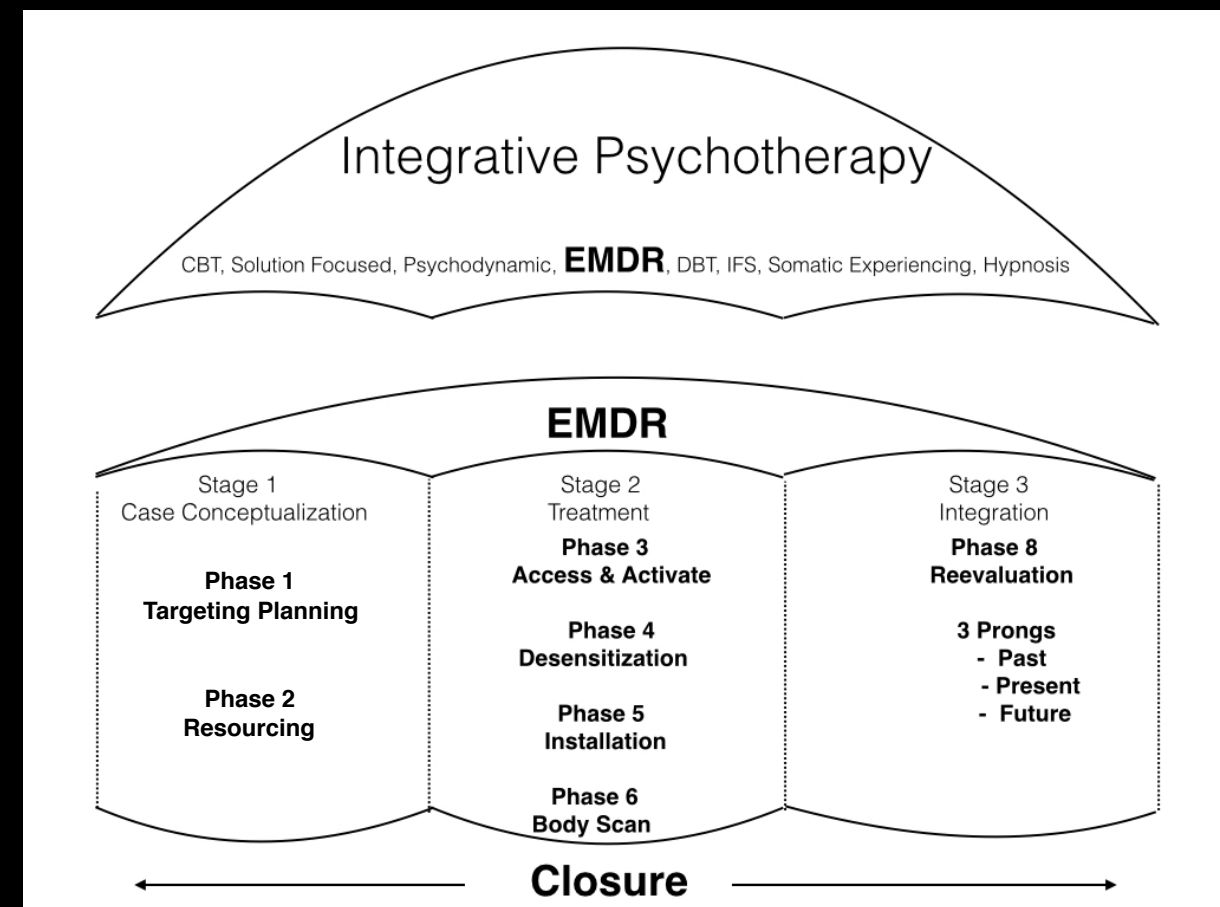 Integrative Psychotherapy
CBT, Solution Focused, Psychodynamic, EMDR, DBT, IFS, Somatic Experiencing, Hypnosis
EMDR
Stage 1
Case Conceptualization
Phase 1
Targeting Planning
Phase 2
Resourcing
Stage 2
Treatment
Phase 3
Access & Activate
Phase 4
Desensitization
Phase 5
Installation
Phase 6
Body Scan
Stage 3
Integration
Phase 8
Reevaluation
3 Prongs
- Past
- Present
- Future
Closure